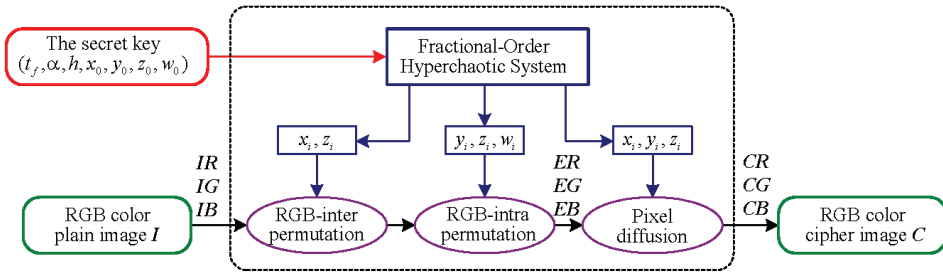 The secret key
(t_f, α, h, x_0, y_0, z_0, w_0)
Fractional-Order
Hyperchaotic System
x_i, z_i
y_i, z_i, w_i
x_i, y_i, z_i
IR
IG
IB
ER
EG
EB
CR
CG
CB
RGB color
plain image I
RGB-inter
permutation
RGB-intra
permutation
Pixel
diffusion
RGB color
cipher image C